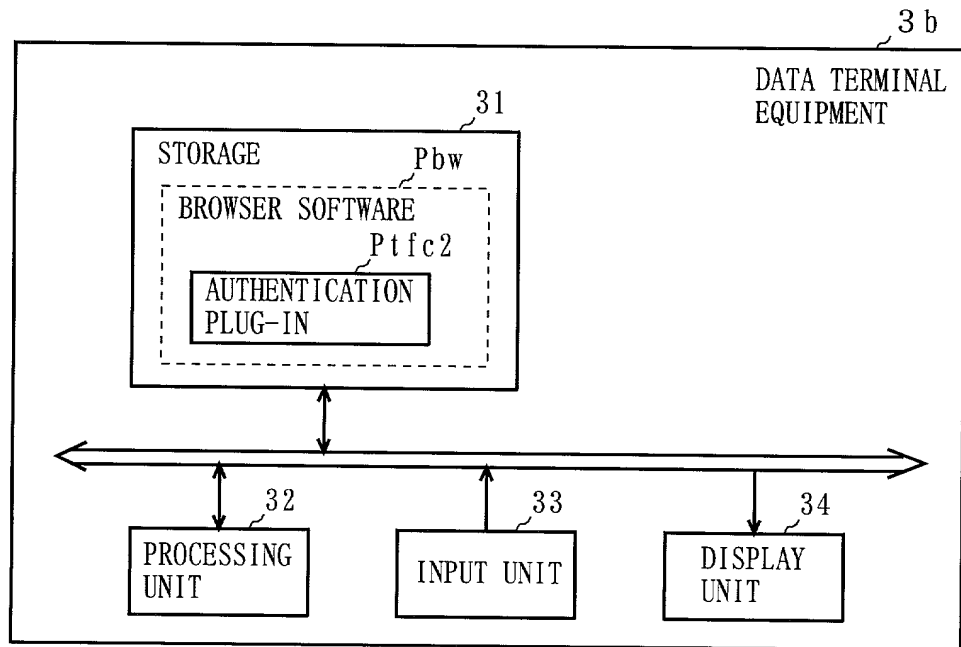 3b
DATA TERMINAL
EQUIPMENT
31
STORAGE
Pbw
BROWSER SOFTWARE
Ptfc2
AUTHENTICATION
PLUG-IN
32
PROCESSING
UNIT
33
INPUT UNIT
34
DISPLAY
UNIT